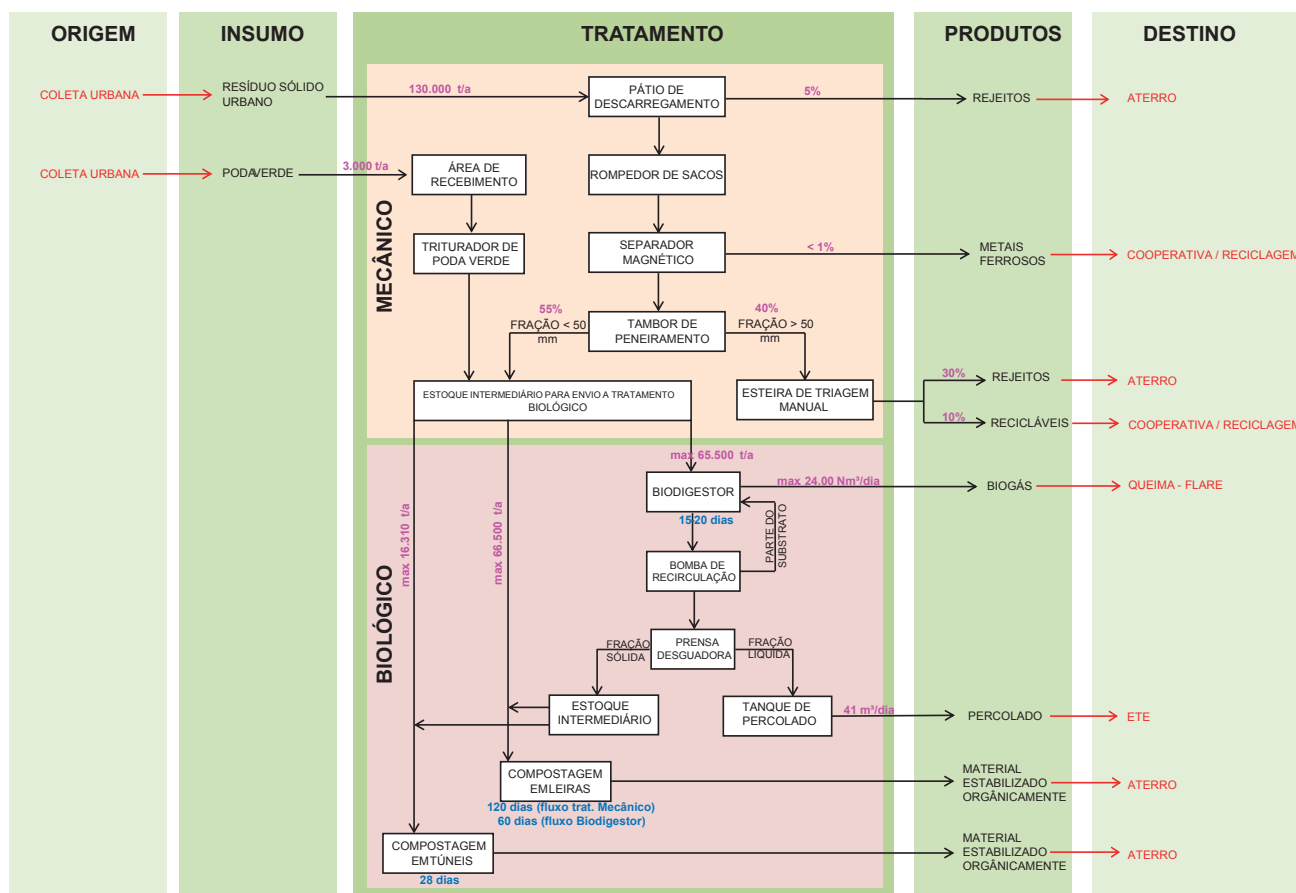 ORIGEM
INSUMO
TRATAMENTO
PRODUTOS
DESTINO
COLETA URBANA
RESÍDUO SÓLIDO
URBANO
130.000 t/a
PÁTIO DE
DESCARREGAMENTO
5%
REJEITOS
ATERRO
COLETA URBANA
PODAVERDE
3.000 t/a
ÁREA DE
RECEBIMENTO
ROMPEDOR DE SACOS
MECÂNICO
TRITURADOR DE
PODA VERDE
SEPARADOR
MAGNÉTICO
< 1%
METAIS
FERROSOS
COOPERATIVA / RECICLAGEM
55%
FRAÇÃO < 50
mm
TAMBOR DE
PENEIRAMENTO
40%
FRAÇÃO > 50
mm
ESTOQUE INTERMEDIÁRIO PARA ENVIO A TRATAMENTO
BIOLÓGICO
ESTEIRA DE TRIAGEM
MANUAL
30%
REJEITOS
ATERRO
10%
RECICLÁVEIS
COOPERATIVA / RECICLAGEM
BIOLÓGICO
max 16.310 t/a
max 66.500 t/a
max 65.500 t/a
BIODIGESTOR
max 24.00 Nm³/dia
BIOGÁS
QUEIMA - FLARE
1520 dias
PARTE DO
SUBSTRATO
BOMBA DE
RECIRCULAÇÃO
FRAÇÃO
SÓLIDA
PRENSA
DESGUADORA
FRAÇÃO
LIQUIDA
ESTOQUE
INTERMEDIÁRIO
TANQUE DE
PERCOLADO
41 m³/dia
PERCOLADO
ETE
COMPOSTAGEM
EMLEIRAS
120 dias (fluxo trat. Mecânico)
60 dias (fluxo Biodigestor)
MATERIAL
ESTABILIZADO
ORGÂNICAMENTE
ATERRO
COMPOSTAGEM
EMTÚNEIS
28 dias
MATERIAL
ESTABILIZADO
ORGÂNICAMENTE
ATERRO